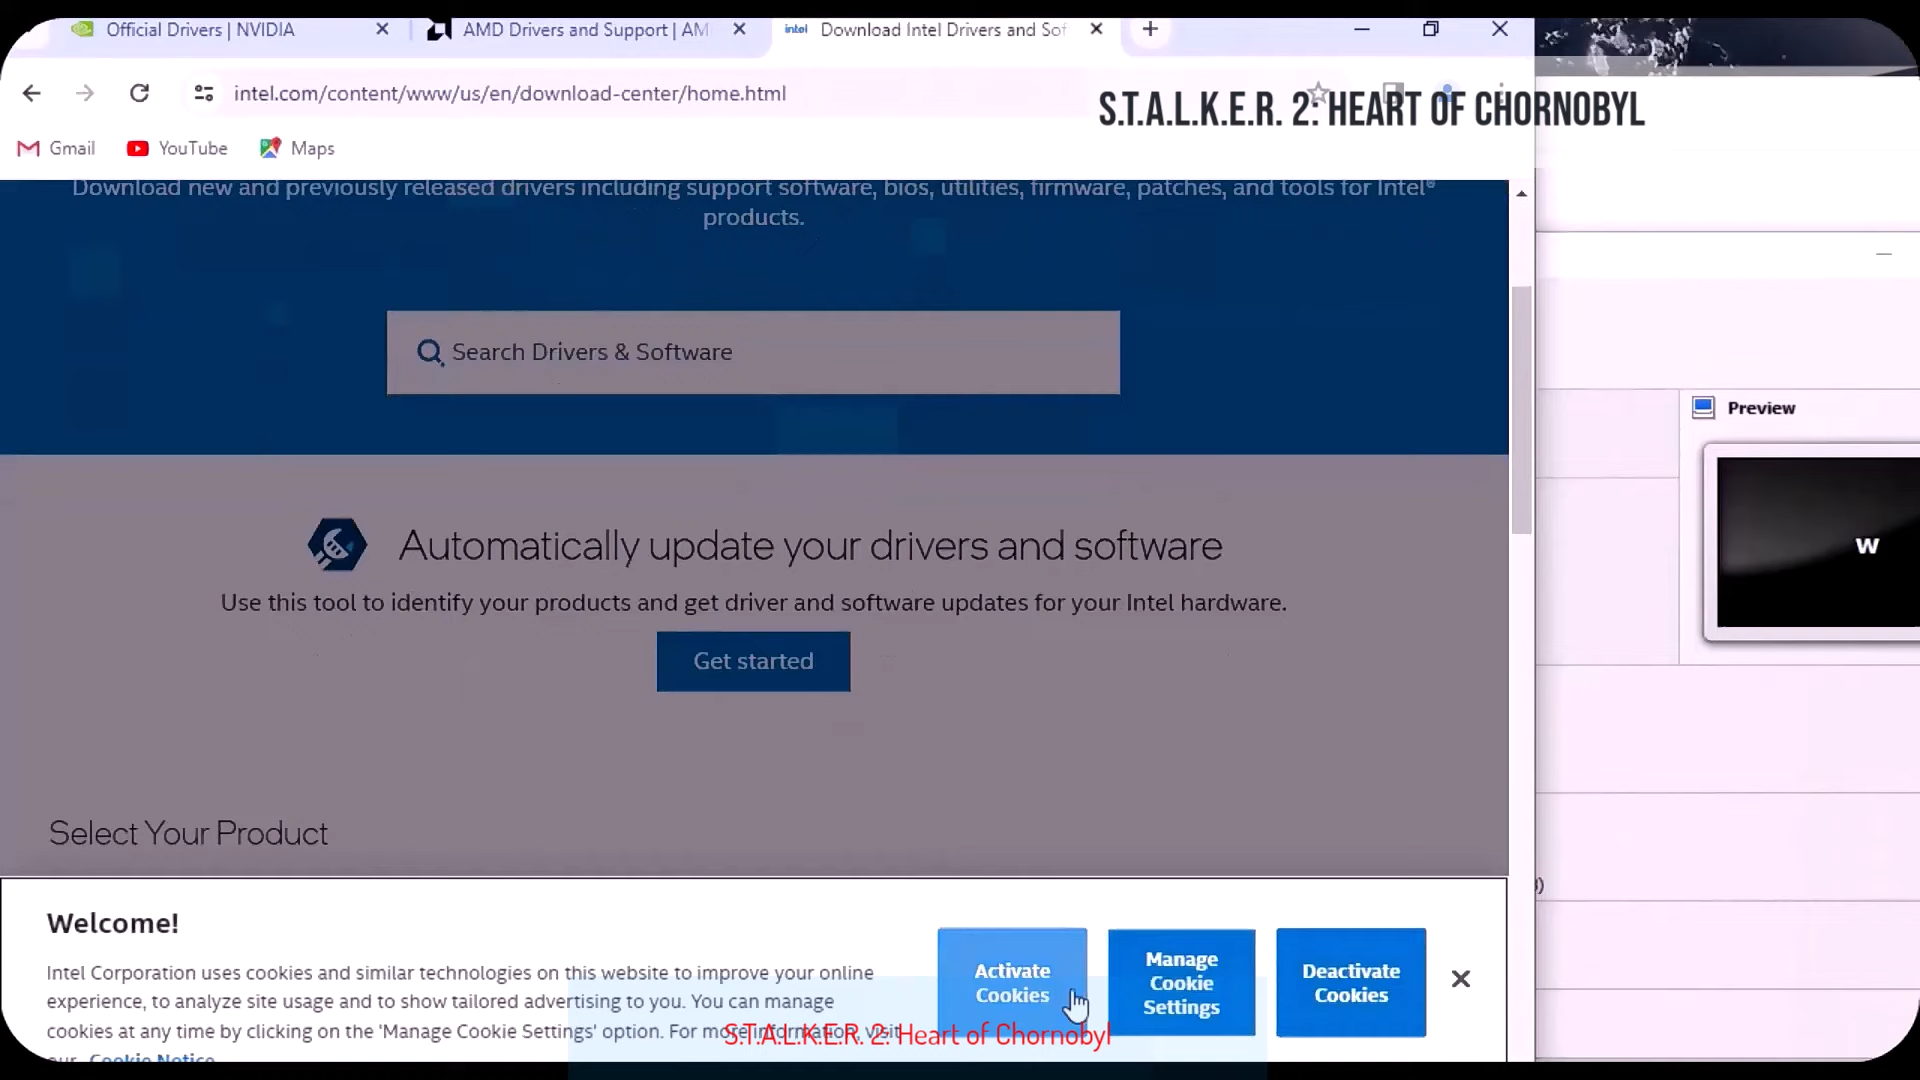 Official Drivers | NVIDIA
AMD Drivers and Support | AM
intel
Download Intel Drivers and Sof
intel.com/content/www/us/en/download-center/home.html
S.T.A.L.K.E.R. 2: HEART OF CHORNOBYL
Gmail
YouTube
Maps
Download new and previously released drivers including support software, bios, utilities, firmware, patches, and tools for Intel®
products.
Search Drivers & Software
Preview
W
Automatically update your drivers and software
Use this tool to identify your products and get driver and software updates for your Intel hardware.
Get started
Select Your Product
Welcome!
Intel Corporation uses cookies and similar technologies on this website to improve your online
experience, to analyze site usage and to show tailored advertising to you. You can manage
cookies at any time by clicking on the 'Manage Cookie Settings' option. For more information, visit
our Cookie Notice
Activate
Cookies
Manage
Cookie
Settings
Deactivate
Cookies
S.T.A.L.K.E.R. 2: Heart of Chornobyl